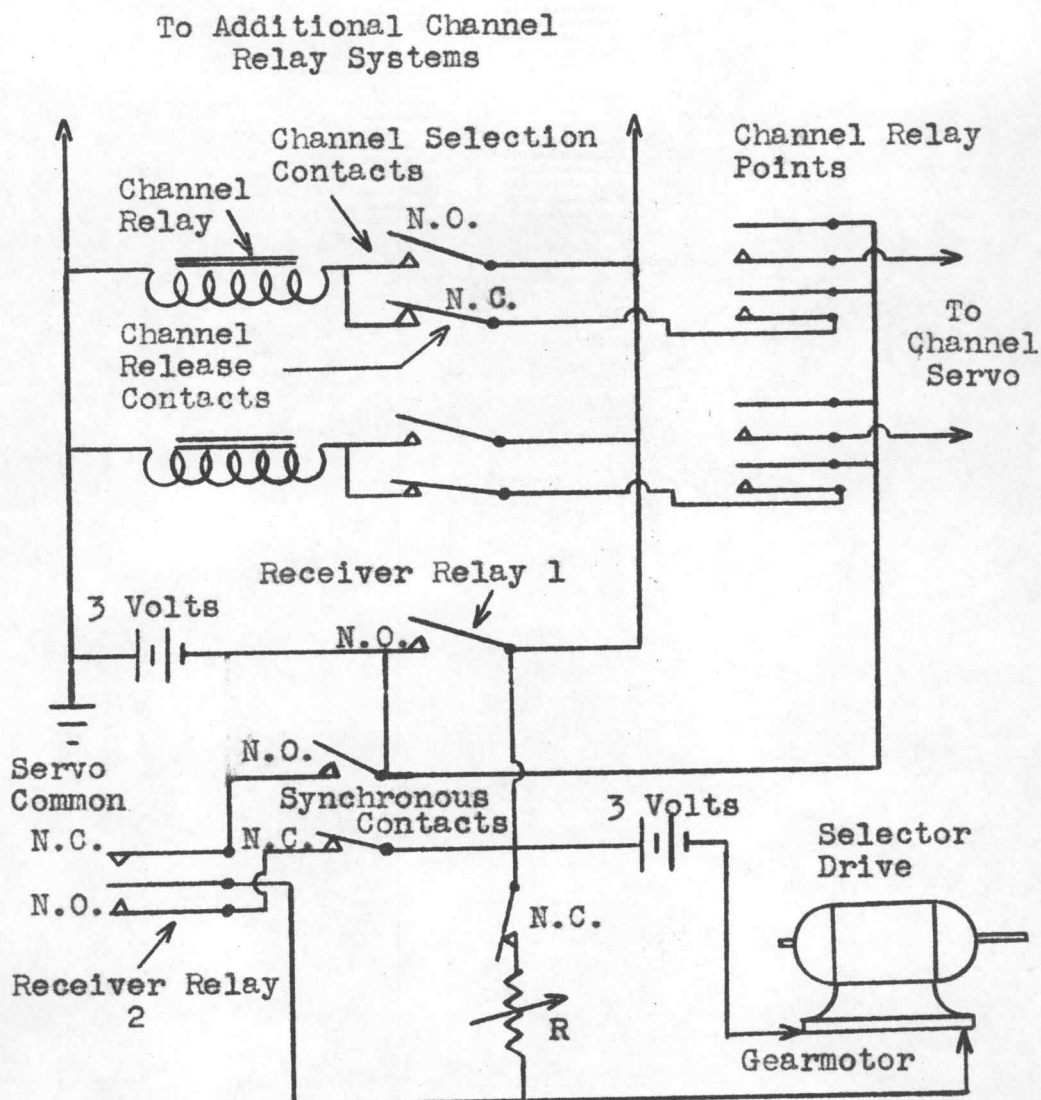 To Additional Channel
Relay Systems
Channel Selection
Contacts
Channel Relay
Points
Channel
Relay
N.O.
N.C.
Channel
Release
Contacts
To
Channel
Servo
Receiver Relay 1
3 Volts
N.O.
N.O.
Servo
Common
Synchronous
Contacts
3 Volts
Selector
Drive
N.C.
N.C.
N.O.
N.C.
Receiver Relay
2
R
Gearmotor